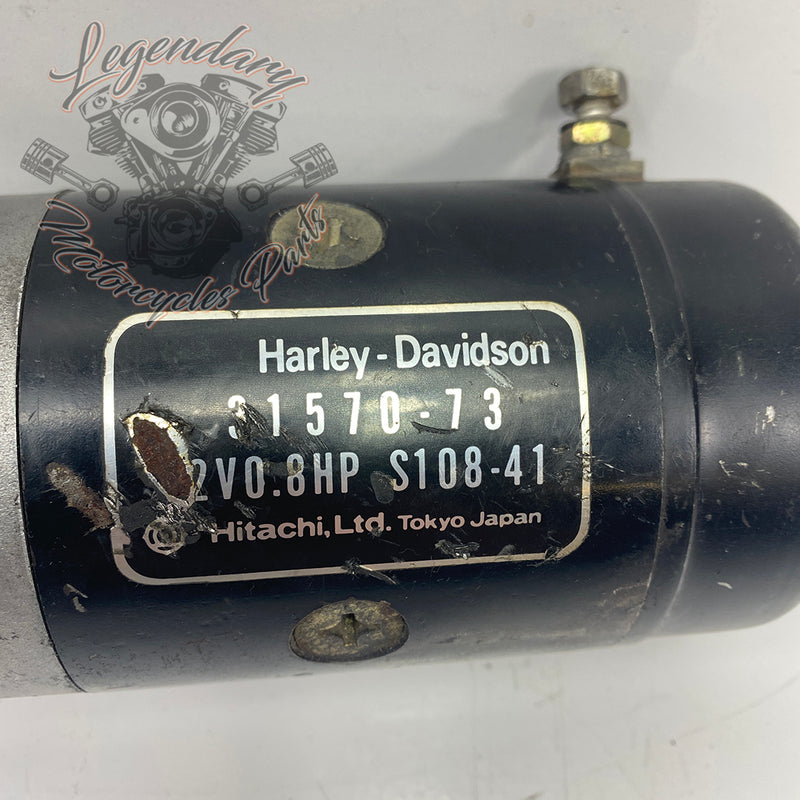 Legendary
Motorcycles Parts
Harley-Davidson
31570-73
2V0.8HP S108-41
Hitachi, Ltd. Tokyo Japan